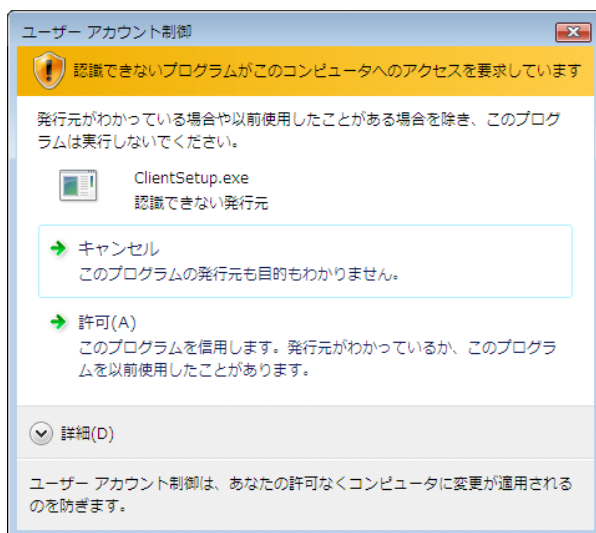 ユーザー アカウント制御
認識できないプログラムがこのコンピュータへのアクセスを要求しています
発行元がわかっている場合や以前使用したことがある場合を除き、このプログ
ラムは実行しないでください。
ClientSetup.exe
認識できない発行元
キャンセル
このプログラムの発行元も目的もわかりません。
許可(A)
このプログラムを信用します。発行元がわかっているか、このプログラ
ムを以前使用したことがあります。
詳細(D)
ユーザー アカウント制御は、あなたの許可なくコンピュータに変更が適用される
のを防ぎます。